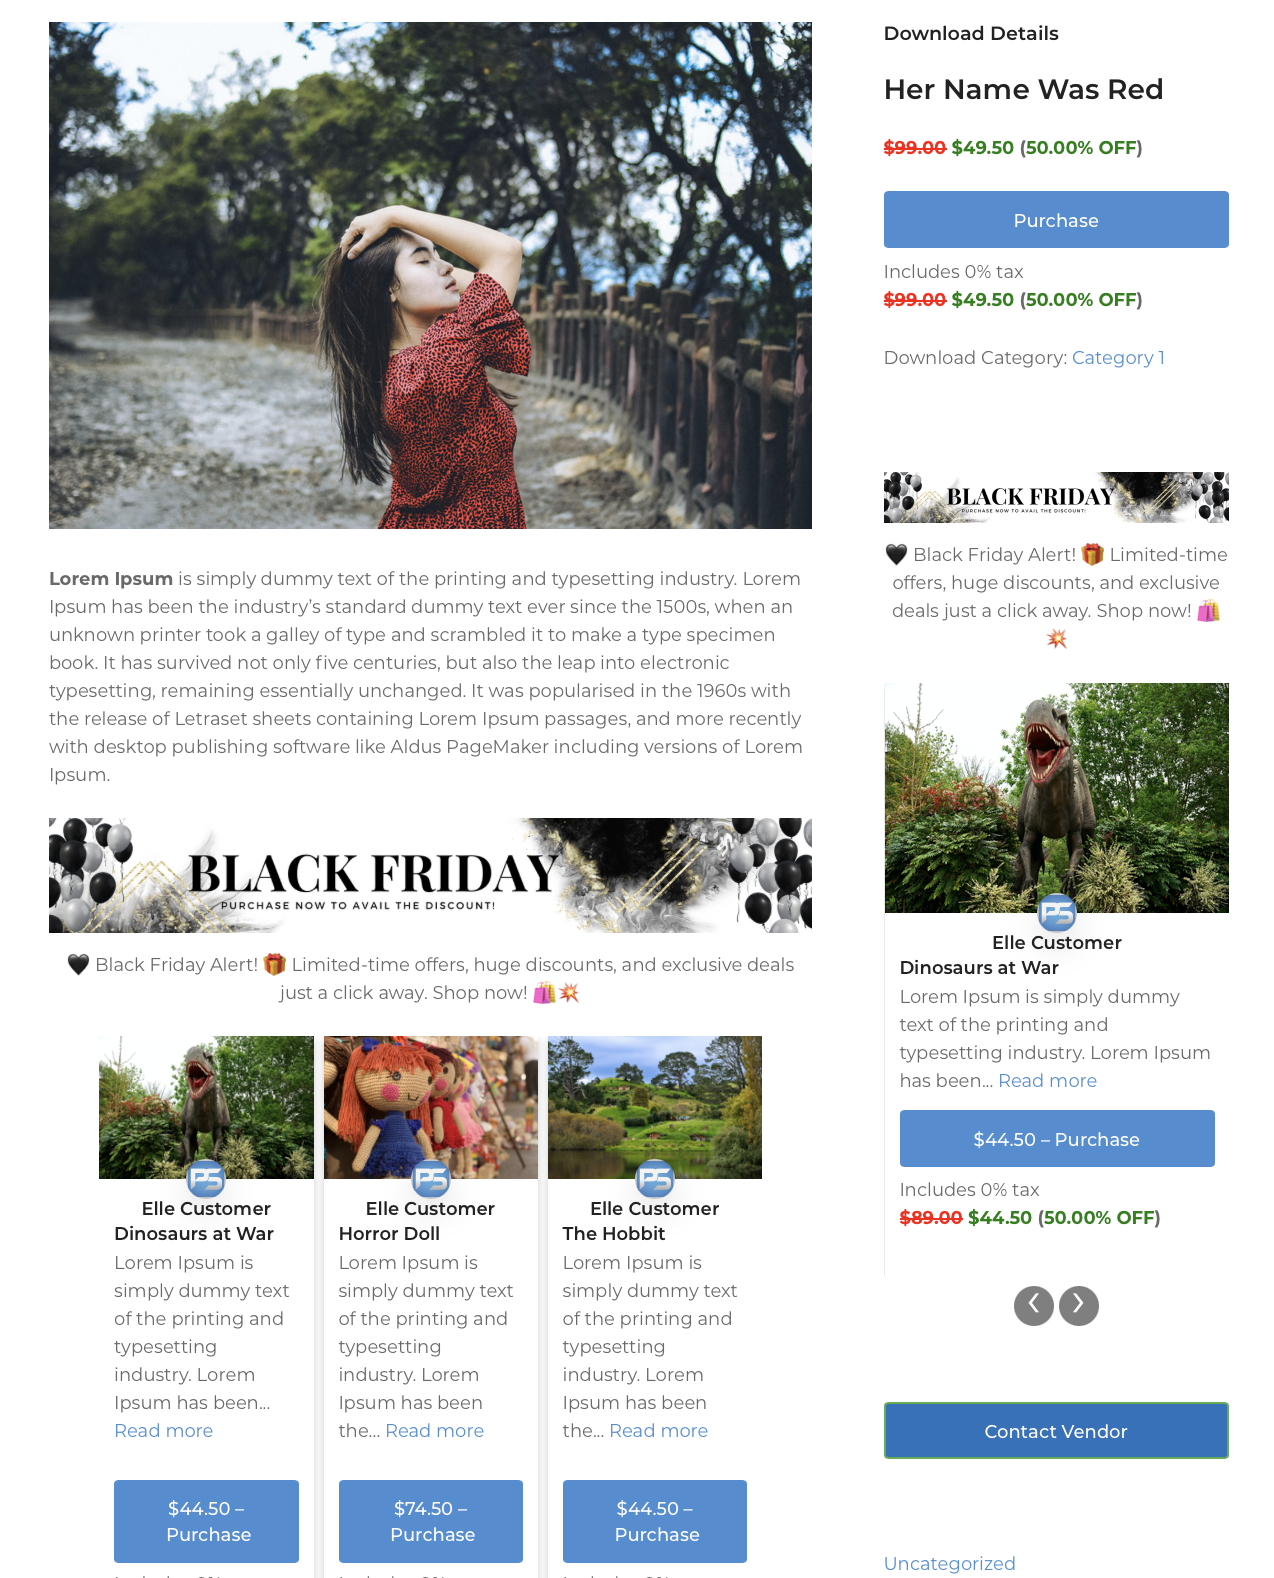 Download Details
Her Name Was Red
$99.00 $49.50 (50.00% OFF)
Purchase
Includes 0% tax
$99.00 $49.50 (50.00% OFF)
Download Category: Category 1
BLACK FRIDAY
PURCHASE NOW TO AVAIL THE DISCOUNT!
🖤 Black Friday Alert! 🎁 Limited-time
offers, huge discounts, and exclusive
deals just a click away. Shop now! 🛍️
💥
PS
Elle Customer
Dinosaurs at War
Lorem Ipsum is simply dummy
text of the printing and
typesetting industry. Lorem Ipsum
has been... Read more
$44.50 – Purchase
Includes 0% tax
$89.00 $44.50 (50.00% OFF)
‹ ›
Contact Vendor
Uncategorized
Lorem Ipsum is simply dummy text of the printing and typesetting industry. Lorem
Ipsum has been the industry’s standard dummy text ever since the 1500s, when an
unknown printer took a galley of type and scrambled it to make a type specimen
book. It has survived not only five centuries, but also the leap into electronic
typesetting, remaining essentially unchanged. It was popularised in the 1960s with
the release of Letraset sheets containing Lorem Ipsum passages, and more recently
with desktop publishing software like Aldus PageMaker including versions of Lorem
Ipsum.
BLACK FRIDAY
PURCHASE NOW TO AVAIL THE DISCOUNT!
🖤 Black Friday Alert! 🎁 Limited-time offers, huge discounts, and exclusive deals
just a click away. Shop now! 🛍️💥
PS
Elle Customer
Dinosaurs at War
Lorem Ipsum is
simply dummy text
of the printing and
typesetting
industry. Lorem
Ipsum has been...
Read more
$44.50 –
Purchase
PS
Elle Customer
Horror Doll
Lorem Ipsum is
simply dummy text
of the printing and
typesetting
industry. Lorem
Ipsum has been
the... Read more
$74.50 –
Purchase
PS
Elle Customer
The Hobbit
Lorem Ipsum is
simply dummy text
of the printing and
typesetting
industry. Lorem
Ipsum has been
the... Read more
$44.50 –
Purchase